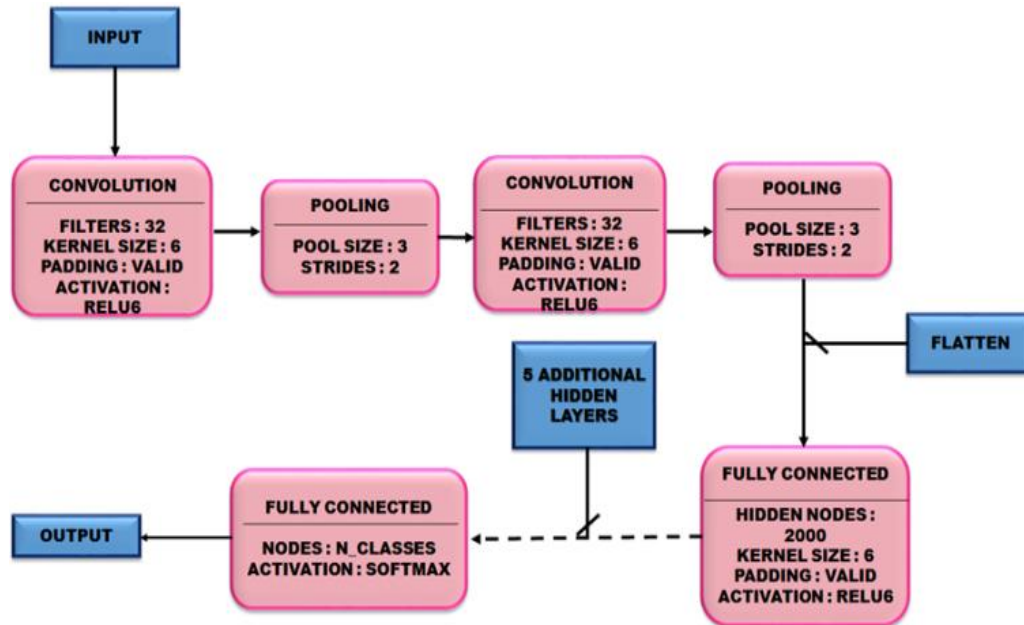 INPUT
CONVOLUTION
FILTERS : 32
KERNEL SIZE : 6
PADDING : VALID
ACTIVATION :
RELU6
POOLING
POOL SIZE : 3
STRIDES : 2
CONVOLUTION
FILTERS : 32
KERNEL SIZE : 6
PADDING : VALID
ACTIVATION :
RELU6
POOLING
POOL SIZE : 3
STRIDES : 2
FLATTEN
FULLY CONNECTED
HIDDEN NODES :
2000
KERNEL SIZE : 6
PADDING : VALID
ACTIVATION : RELU6
5 ADDITIONAL
HIDDEN
LAYERS
FULLY CONNECTED
NODES : N_CLASSES
ACTIVATION : SOFTMAX
OUTPUT